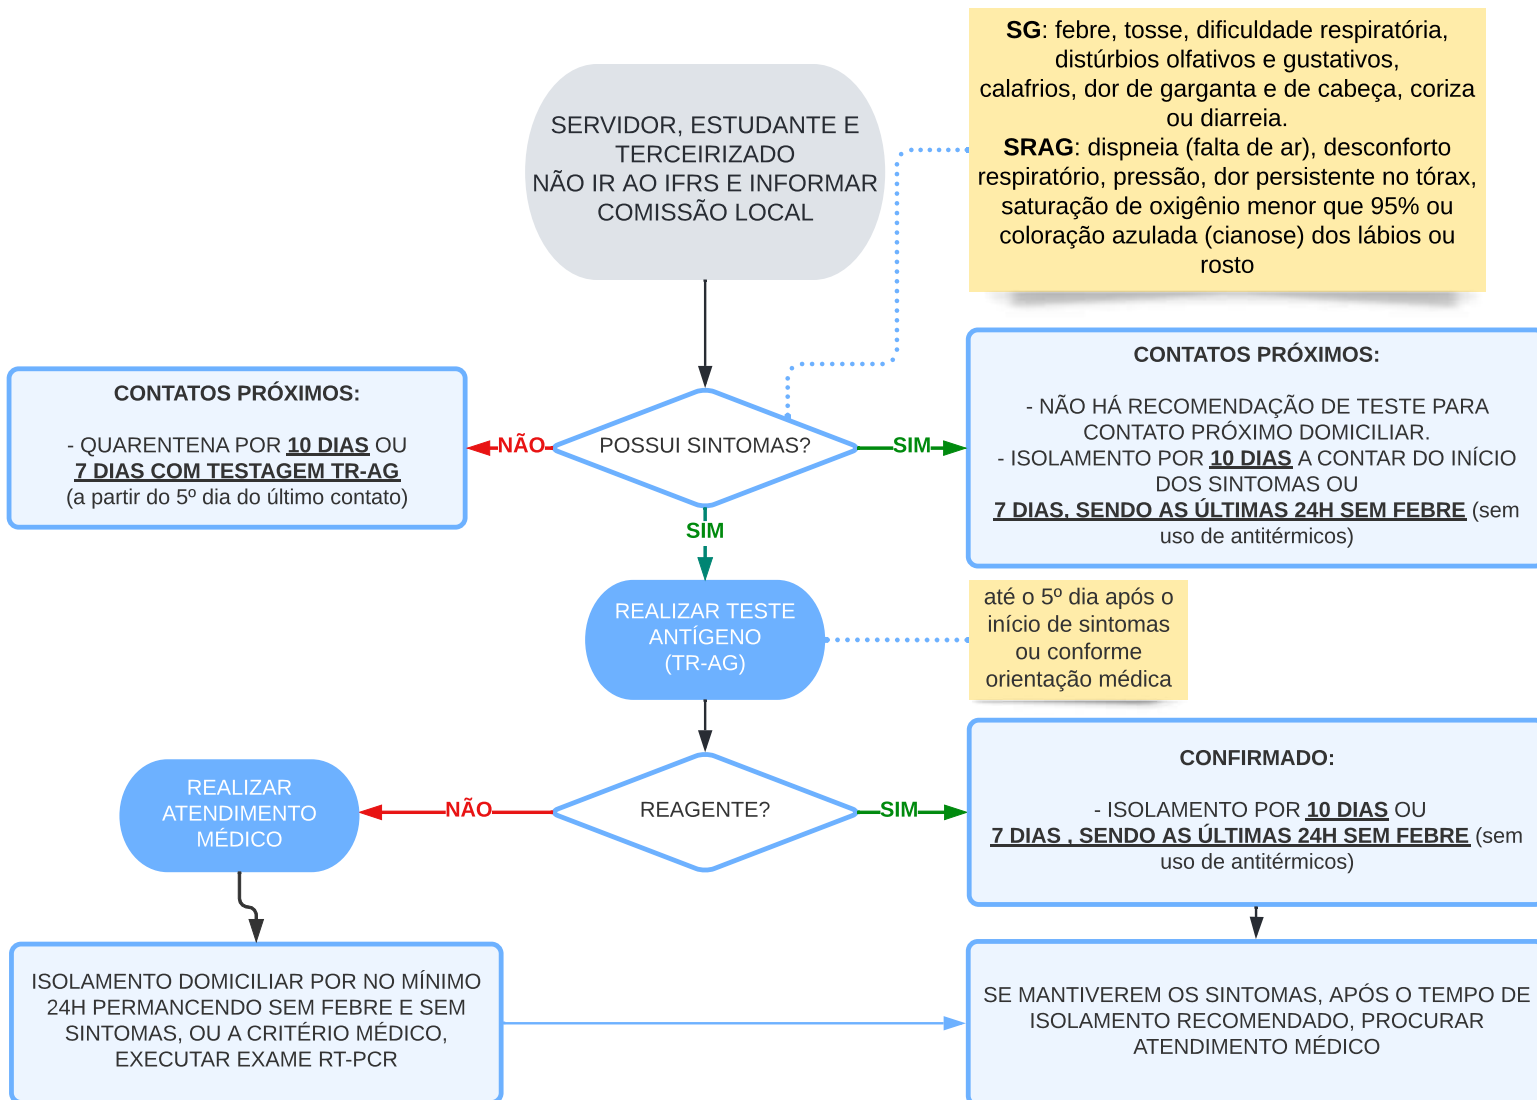 SG: febre, tosse, dificuldade respiratória,
distúrbios olfativos e gustativos,
calafrios, dor de garganta e de cabeça, coriza
ou diarreia.
SRAG: dispneia (falta de ar), desconforto
respiratório, pressão, dor persistente no tórax,
saturação de oxigênio menor que 95% ou
coloração azulada (cianose) dos lábios ou
rosto
SERVIDOR, ESTUDANTE E
TERCEIRIZADO
NÃO IR AO IFRS E INFORMAR
COMISSÃO LOCAL
CONTATOS PRÓXIMOS:
- QUARENTENA POR 10 DIAS OU
7 DIAS COM TESTAGEM TR-AG
(a partir do 5º dia do último contato)
NÃO
POSSUI SINTOMAS?
SIM
CONTATOS PRÓXIMOS:
- NÃO HÁ RECOMENDAÇÃO DE TESTE PARA
CONTATO PRÓXIMO DOMICILIAR.
- ISOLAMENTO POR 10 DIAS A CONTAR DO INÍCIO
DOS SINTOMAS OU
7 DIAS, SENDO AS ÚLTIMAS 24H SEM FEBRE (sem
uso de antitérmicos)
SIM
REALIZAR TESTE
ANTÍGENO
(TR-AG)
até o 5º dia após o
início de sintomas
ou conforme
orientação médica
REALIZAR
ATENDIMENTO
MÉDICO
NÃO
REAGENTE?
SIM
CONFIRMADO:
- ISOLAMENTO POR 10 DIAS OU
7 DIAS , SENDO AS ÚLTIMAS 24H SEM FEBRE (sem
uso de antitérmicos)
ISOLAMENTO DOMICILIAR POR NO MÍNIMO
24H PERMANCENDO SEM FEBRE E SEM
SINTOMAS, OU A CRITÉRIO MÉDICO,
EXECUTAR EXAME RT-PCR
SE MANTIVEREM OS SINTOMAS, APÓS O TEMPO DE
ISOLAMENTO RECOMENDADO, PROCURAR
ATENDIMENTO MÉDICO